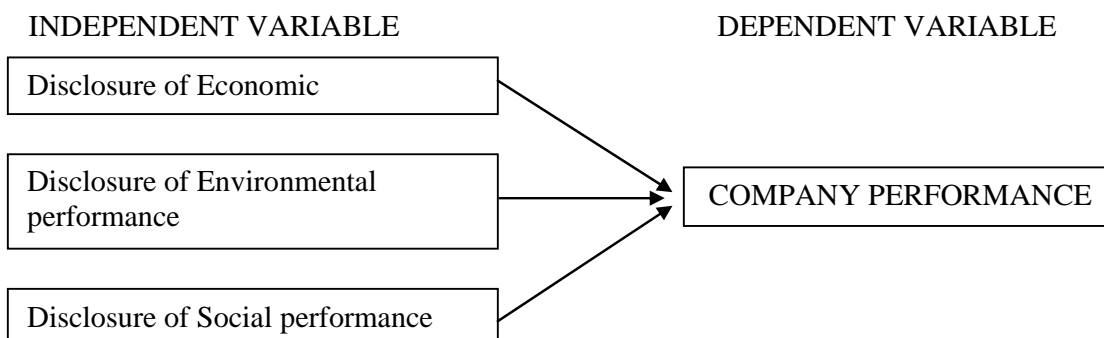 INDEPENDENT VARIABLE
DEPENDENT VARIABLE
Disclosure of Economic
Disclosure of Environmental
performance
COMPANY PERFORMANCE
Disclosure of Social performance